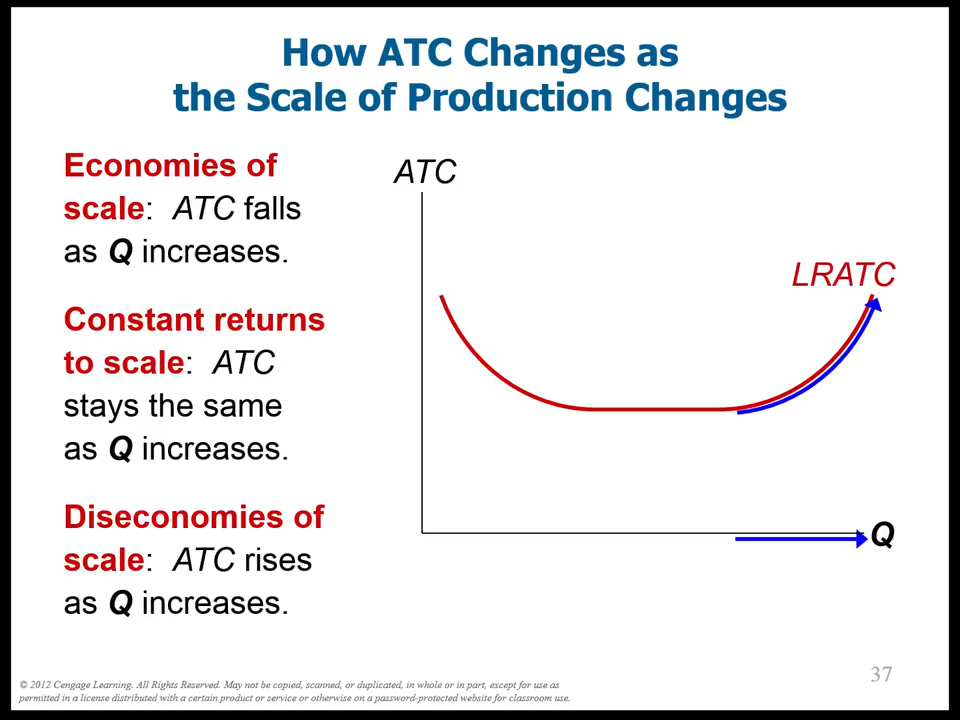 How ATC Changes as
the Scale of Production Changes
Economies of
scale: ATC falls
as Q increases.
Constant returns
to scale: ATC
stays the same
as Q increases.
Diseconomies of
scale: ATC rises
as Q increases.
ATC
LRATC
Q
37
© 2012 Cengage Learning. All Rights Reserved. May not be copied, scanned, or duplicated, in whole or in part, except for use as
permitted in a license distributed with a certain product or service or otherwise on a password-protected website for classroom use.